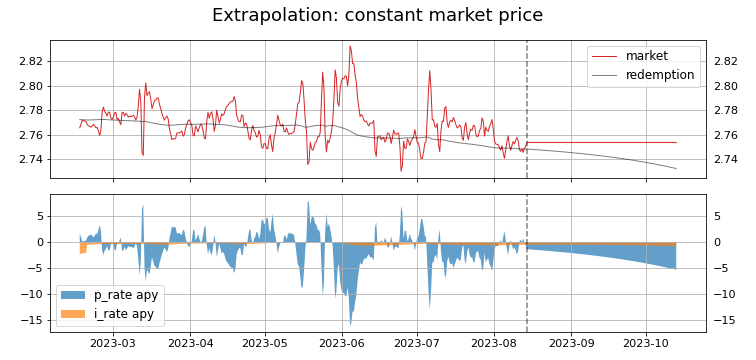 Extrapolation: constant market price
2.82 2.82
2.80 2.80
2.78 2.78
2.76 2.76
2.74 2.74
market
redemption
5 5
0 0
−5 −5
−10 −10
−15 −15
p_rate apy
i_rate apy
2023-03 2023-04 2023-05 2023-06 2023-07 2023-08 2023-09 2023-10